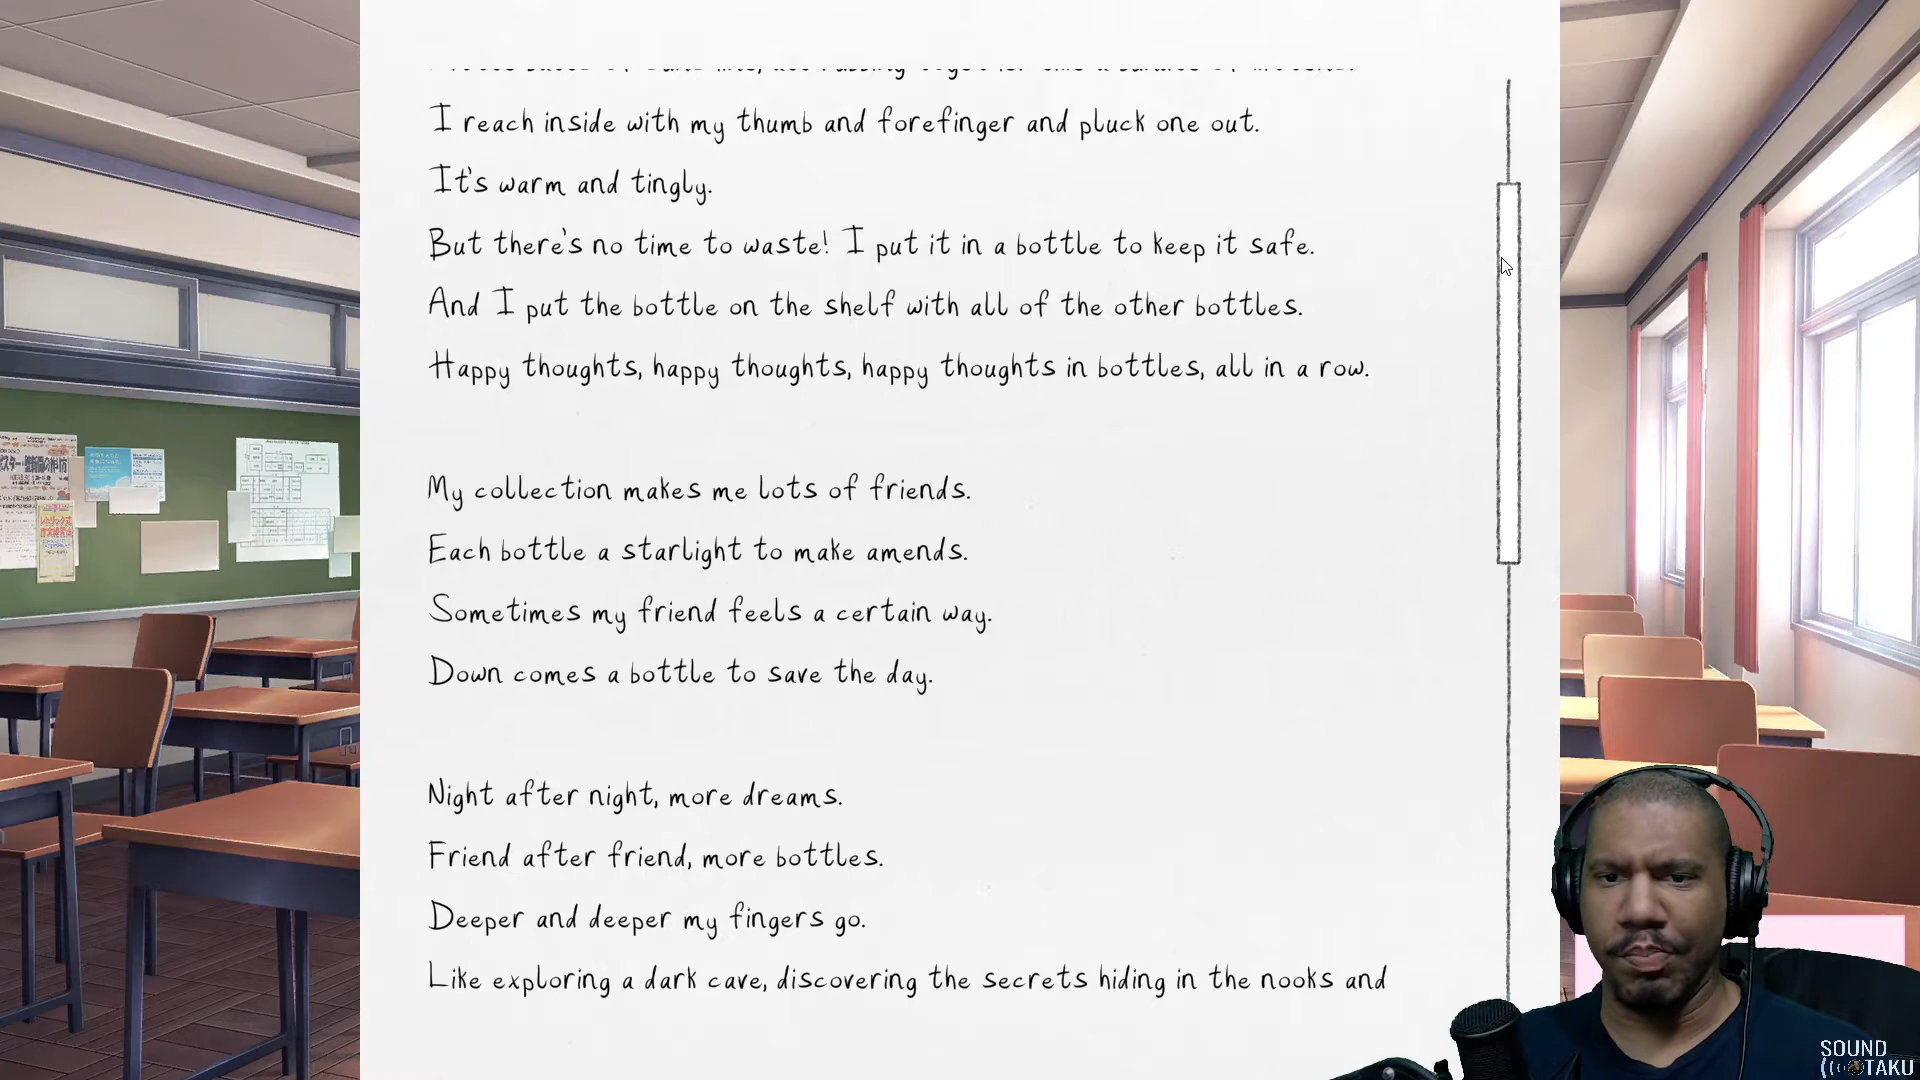 I reach inside with my thumb and forefinger and pluck one out.
It's warm and tingly.
But there's no time to waste! I put it in a bottle to keep it safe.
And I put the bottle on the shelf with all of the other bottles.
Happy thoughts, happy thoughts, happy thoughts in bottles, all in a row.
My collection makes me lots of friends.
Each bottle a starlight to make amends.
Sometimes my friend feels a certain way.
Down comes a bottle to save the day.
Night after night, more dreams.
Friend after friend, more bottles.
Deeper and deeper my fingers go.
Like exploring a dark cave, discovering the secrets hiding in the nooks and
SOUND
OTAKU